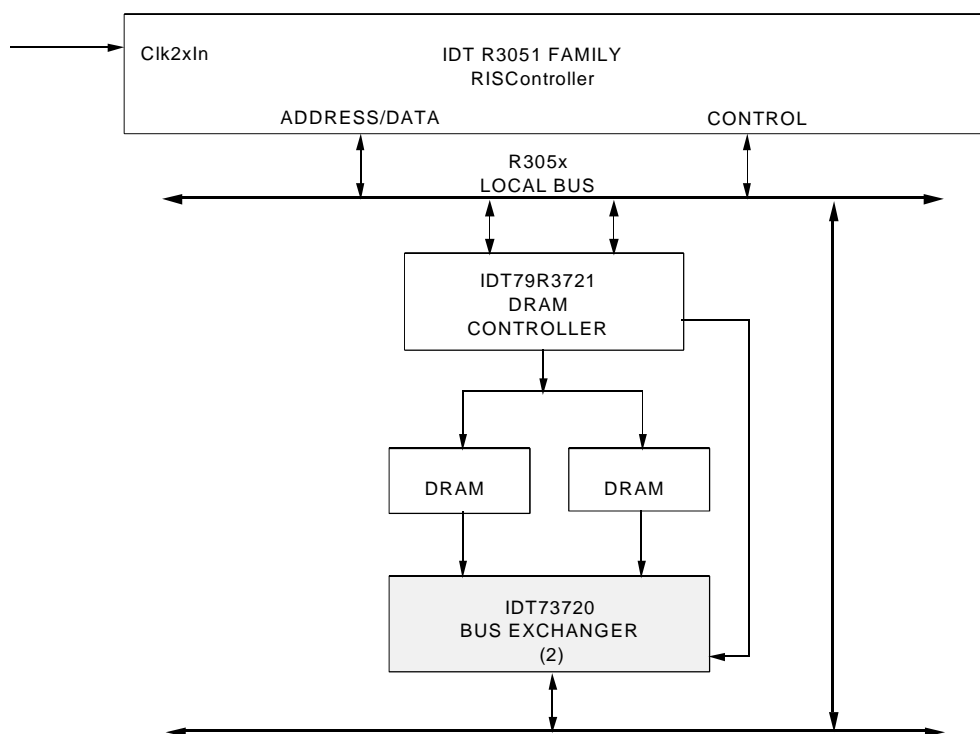 Clk2xIn
IDT R3051 FAMILY
RISController
ADDRESS/DATA
CONTROL
R305x
LOCAL BUS
IDT79R3721
DRAM
CONTROLLER
DRAM
DRAM
IDT73720
BUS EXCHANGER
(2)